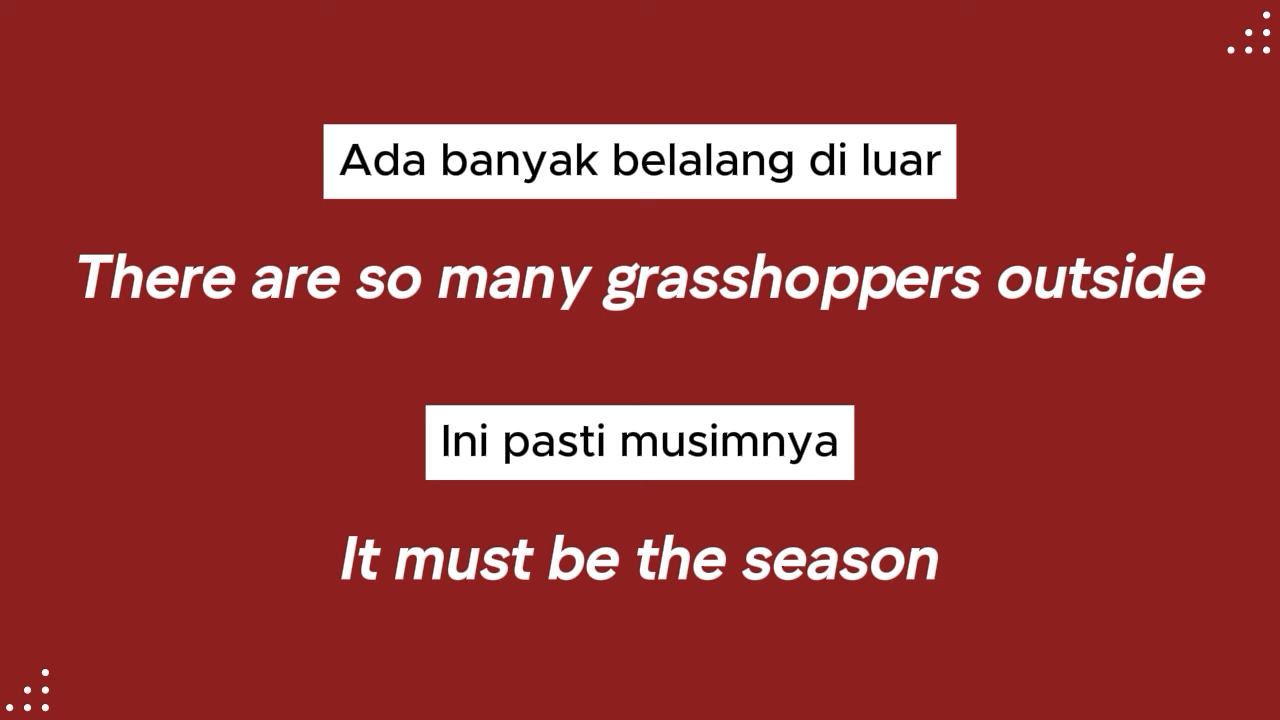 Ada banyak belalang di luar
There are so many grasshoppers outside
Ini pasti musimnya
It must be the season